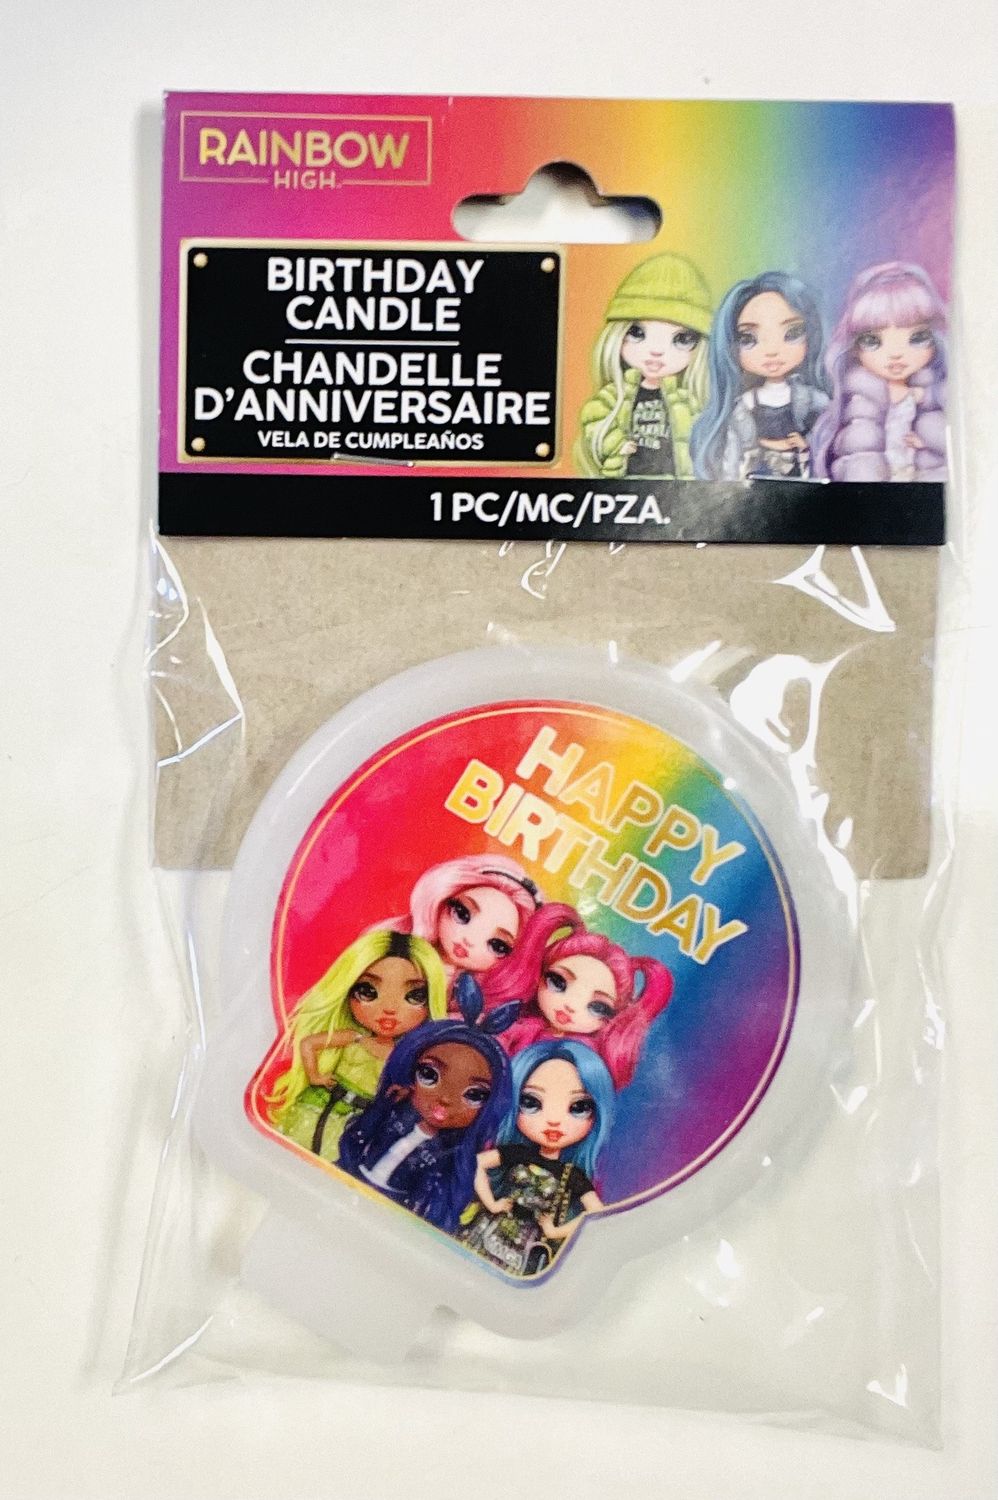 RAINBOW
HIGH
BIRTHDAY
CANDLE
CHANDELLE
D'ANNIVERSAIRE
VELA DE CUMPLEAÑOS
1 PC/MC/PZA.
HAPPY
BIRTHDAY